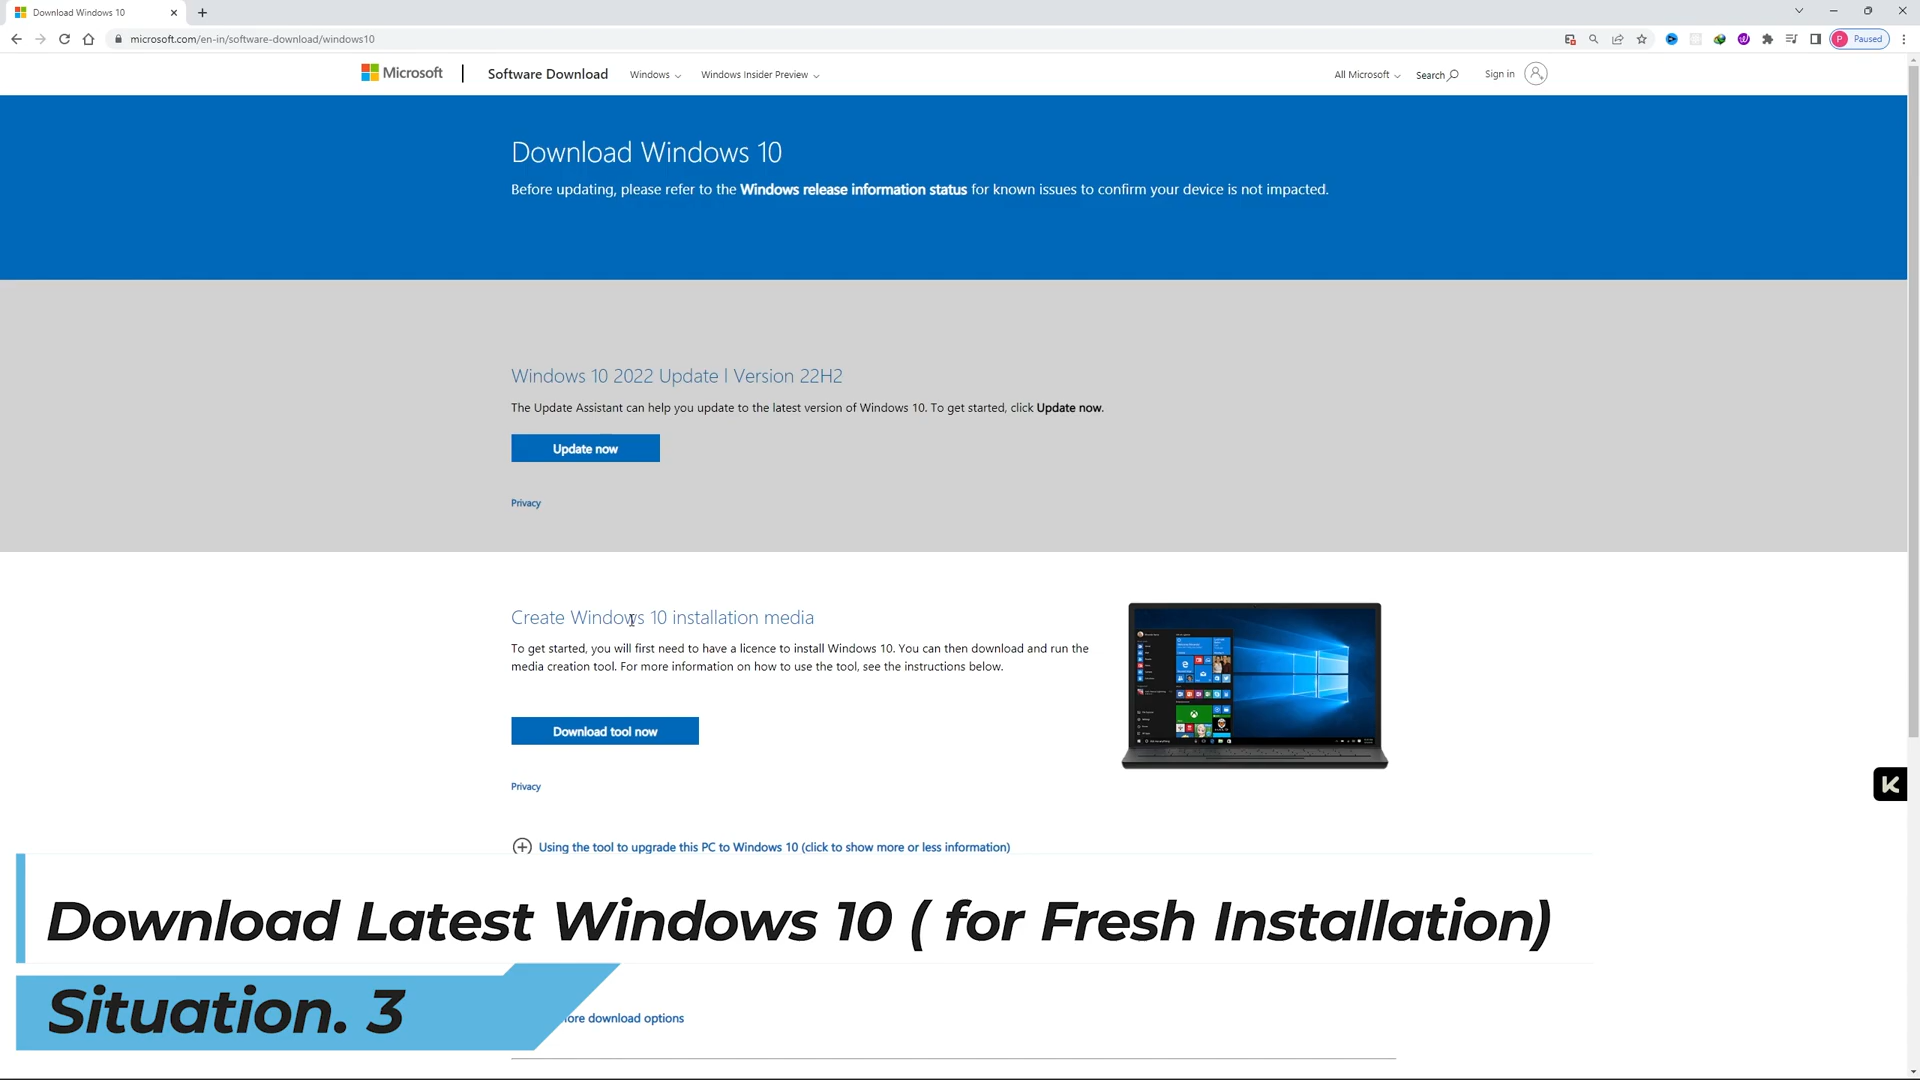 Download Windows 10
microsoft.com/en-in/software-download/windows10
P Paused
Microsoft Software Download Windows Windows Insider Preview All Microsoft Search Sign in
Download Windows 10
Before updating, please refer to the Windows release information status for known issues to confirm your device is not impacted.
Windows 10 2022 Update | Version 22H2
The Update Assistant can help you update to the latest version of Windows 10. To get started, click Update now.
Update now
Privacy
Create Windows 10 installation media
To get started, you will first need to have a licence to install Windows 10. You can then download and run the
media creation tool. For more information on how to use the tool, see the instructions below.
Download tool now
Privacy
K
Using the tool to upgrade this PC to Windows 10 (click to show more or less information)
Download Latest Windows 10 ( for Fresh Installation)
Situation. 3
ore download options